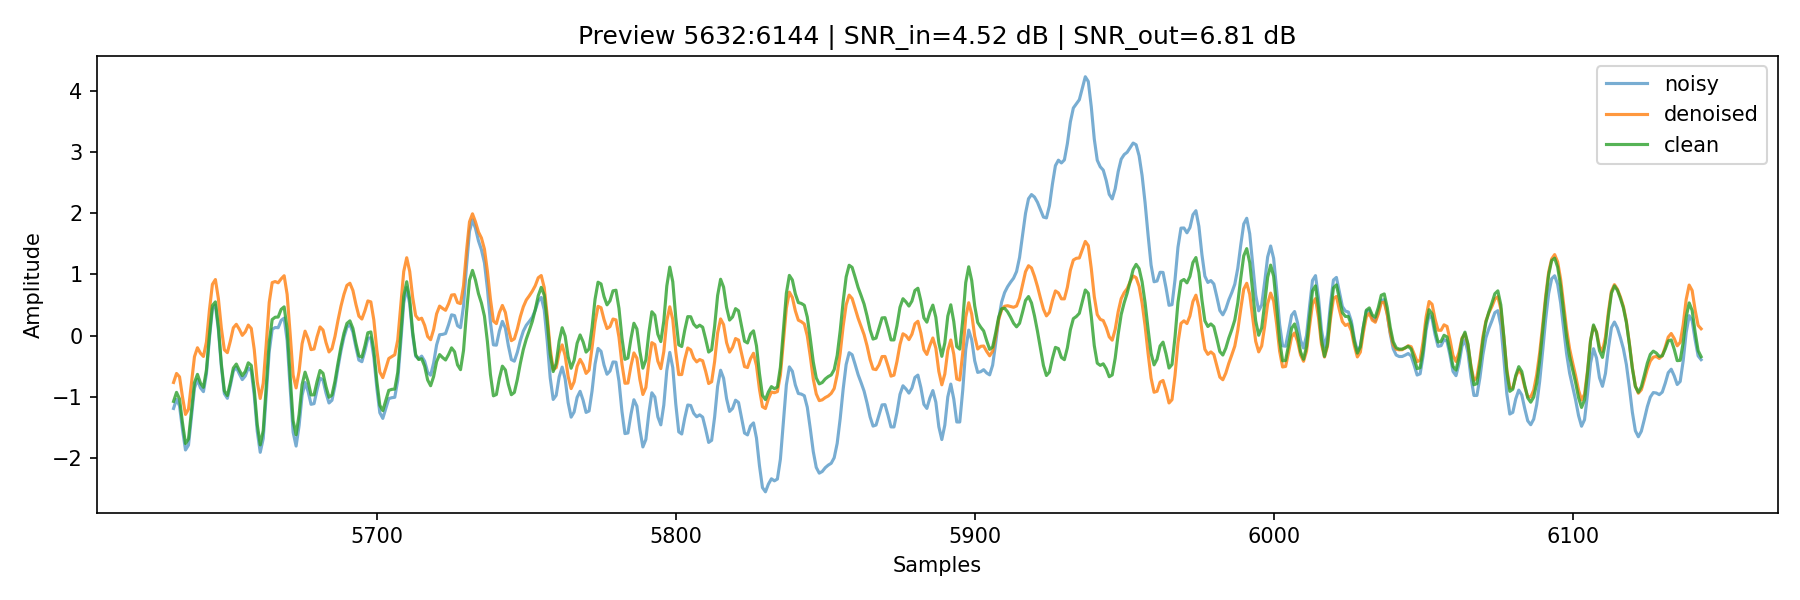 Preview 5632:6144 | SNR_in=4.52 dB | SNR_out=6.81 dB
noisy
denoised
clean
Amplitude
4
3
2
1
0
−1
−2
5700 5800 5900 6000 6100
Samples